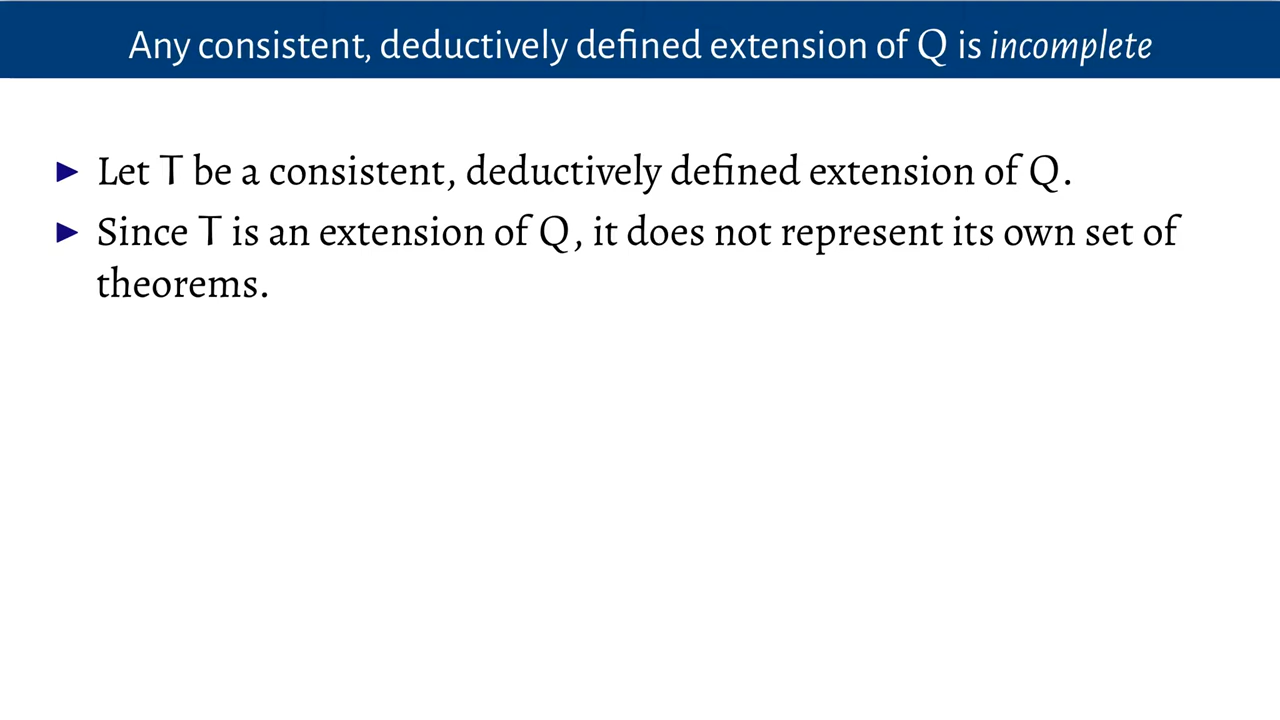 Any consistent, deductively defined extension of Q is incomplete
▶ Let T be a consistent, deductively defined extension of Q.
▶ Since T is an extension of Q, it does not represent its own set of
theorems.